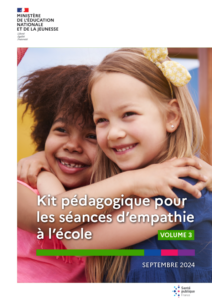 MINISTÈRE
DE L'ÉDUCATION
NATIONALE
ET DE LA JEUNESSE
Kit pédagogique pour
les séances d'empathie
à l'école
VOLUME 3
SEPTEMBRE 2024
Santé
publique
France